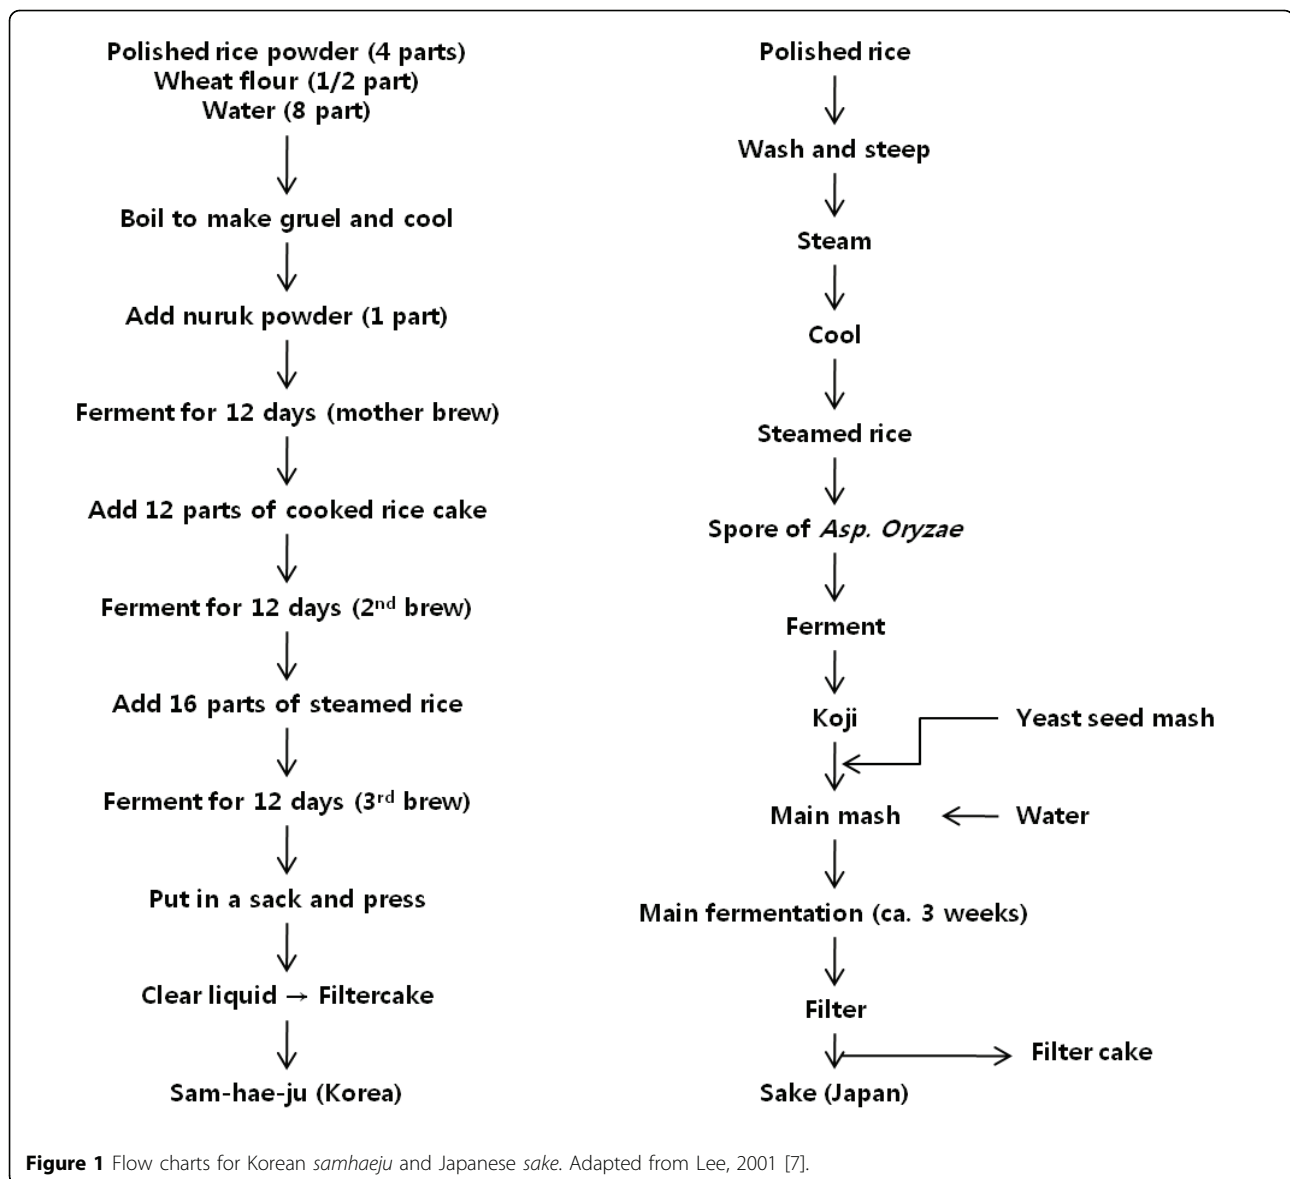 Polished rice powder (4 parts)
Wheat flour (1/2 part)
Water (8 part)
Boil to make gruel and cool
Add nuruk powder (1 part)
Ferment for 12 days (mother brew)
Add 12 parts of cooked rice cake
Ferment for 12 days (2nd brew)
Add 16 parts of steamed rice
Ferment for 12 days (3rd brew)
Put in a sack and press
Clear liquid → Filtercake
Sam-hae-ju (Korea)
Polished rice
Wash and steep
Steam
Cool
Steamed rice
Spore of Asp. Oryzae
Ferment
Koji
Yeast seed mash
Main mash
Water
Main fermentation (ca. 3 weeks)
Filter
Filter cake
Sake (Japan)
Figure 1 Flow charts for Korean samhaeju and Japanese sake. Adapted from Lee, 2001 [7].